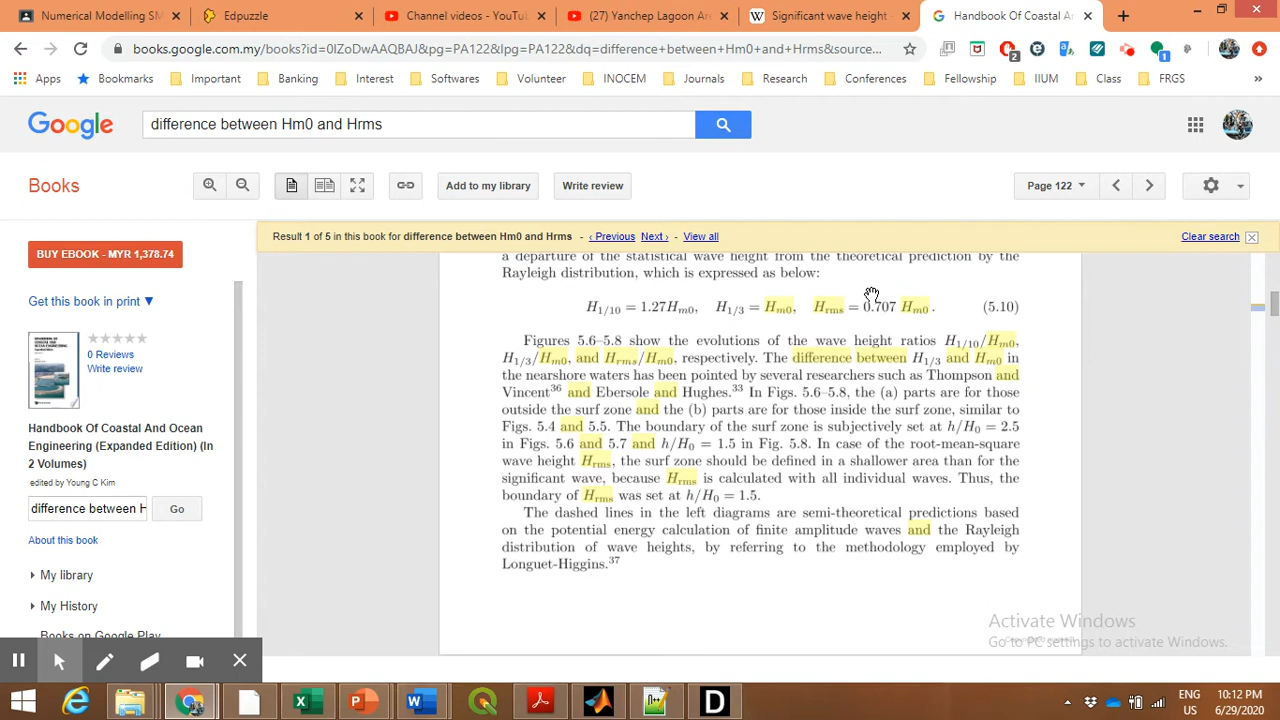 Numerical Modelling SM
Edpuzzle
Channel videos - YouTu
(27) Yanchep Lagoon Ar
Significant wave height -
Handbook Of Coastal A
books.google.com.my/books?id=0IZoDwAAQBAJ&pg=PA122&lpg=PA122&dq=difference+between+Hm0+and+Hrms&source...
Apps Bookmarks Important Banking Interest Softwares Volunteer INOCEM Journals Research Conferences Fellowship IIUM Class FRGS
Google
difference between Hm0 and Hrms
Books
Add to my library
Write review
Page 122
Result 1 of 5 in this book for difference between Hm0 and Hrms - ‹ Previous Next › - View all
Clear search
BUY EBOOK - MYR 1,378.74
Get this book in print ▼
0 Reviews
Write review
Handbook Of Coastal And Ocean
Engineering (Expanded Edition) (In
2 Volumes)
edited by Young C Kim
difference between H
Go
About this book
My library
My History
Books on Google Play
a departure of the statistical wave height from the theoretical prediction by the
Rayleigh distribution, which is expressed as below:
H1/10 = 1.27Hm0, H1/3 = Hm0, Hrms = 0.707 Hm0 . (5.10)
Figures 5.6–5.8 show the evolutions of the wave height ratios H1/10/Hm0,
H1/3/Hm0, and Hrms/Hm0, respectively. The difference between H1/3 and Hm0 in
the nearshore waters has been pointed by several researchers such as Thompson and
Vincent36 and Ebersole and Hughes.33 In Figs. 5.6–5.8, the (a) parts are for those
outside the surf zone and the (b) parts are for those inside the surf zone, similar to
Figs. 5.4 and 5.5. The boundary of the surf zone is subjectively set at h/H0 = 2.5
in Figs. 5.6 and 5.7 and h/H0 = 1.5 in Fig. 5.8. In case of the root-mean-square
wave height Hrms, the surf zone should be defined in a shallower area than for the
significant wave, because Hrms is calculated with all individual waves. Thus, the
boundary of Hrms was set at h/H0 = 1.5.
The dashed lines in the left diagrams are semi-theoretical predictions based
on the potential energy calculation of finite amplitude waves and the Rayleigh
distribution of wave heights, by referring to the methodology employed by
Longuet-Higgins.37
Activate Windows
Go to PC settings to activate Windows.
ENG
US
10:12 PM
6/29/2020